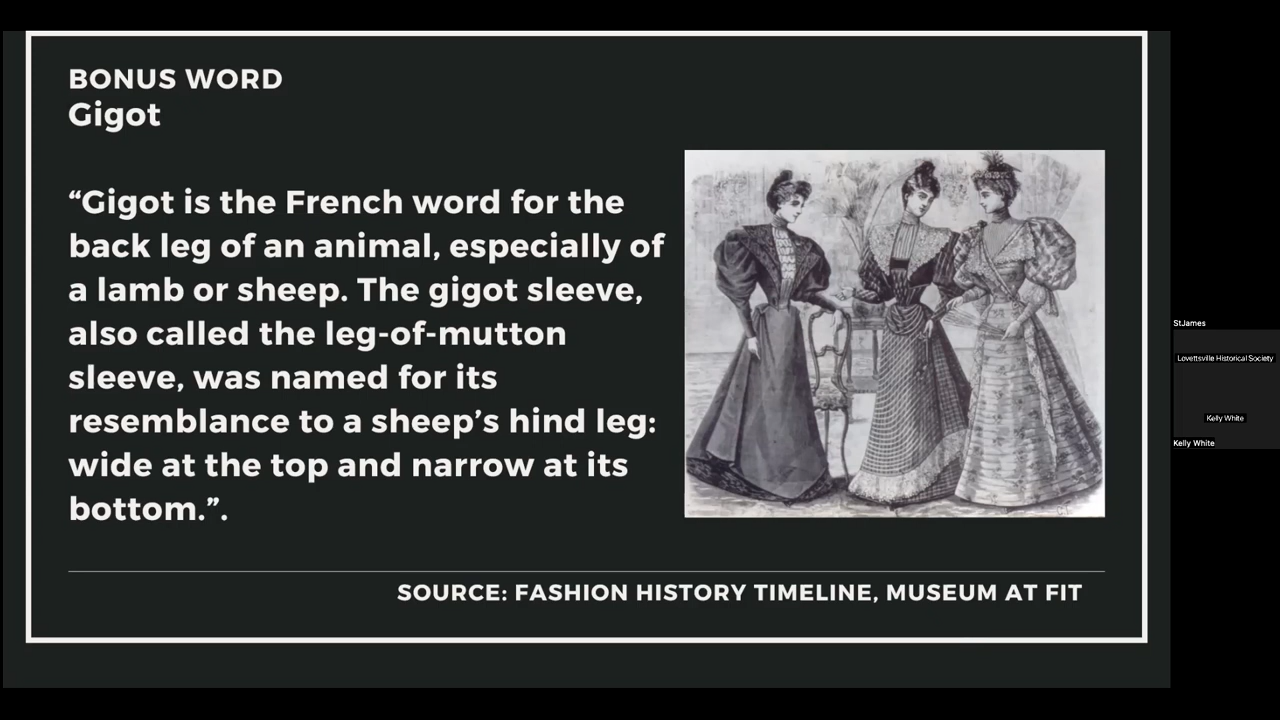 BONUS WORD
Gigot
“Gigot is the French word for the
back leg of an animal, especially of
a lamb or sheep. The gigot sleeve,
also called the leg-of-mutton
sleeve, was named for its
resemblance to a sheep’s hind leg:
wide at the top and narrow at its
bottom.”.
SOURCE: FASHION HISTORY TIMELINE, MUSEUM AT FIT
StJames
Lovettsville Historical Society
Kelly White
Kelly White